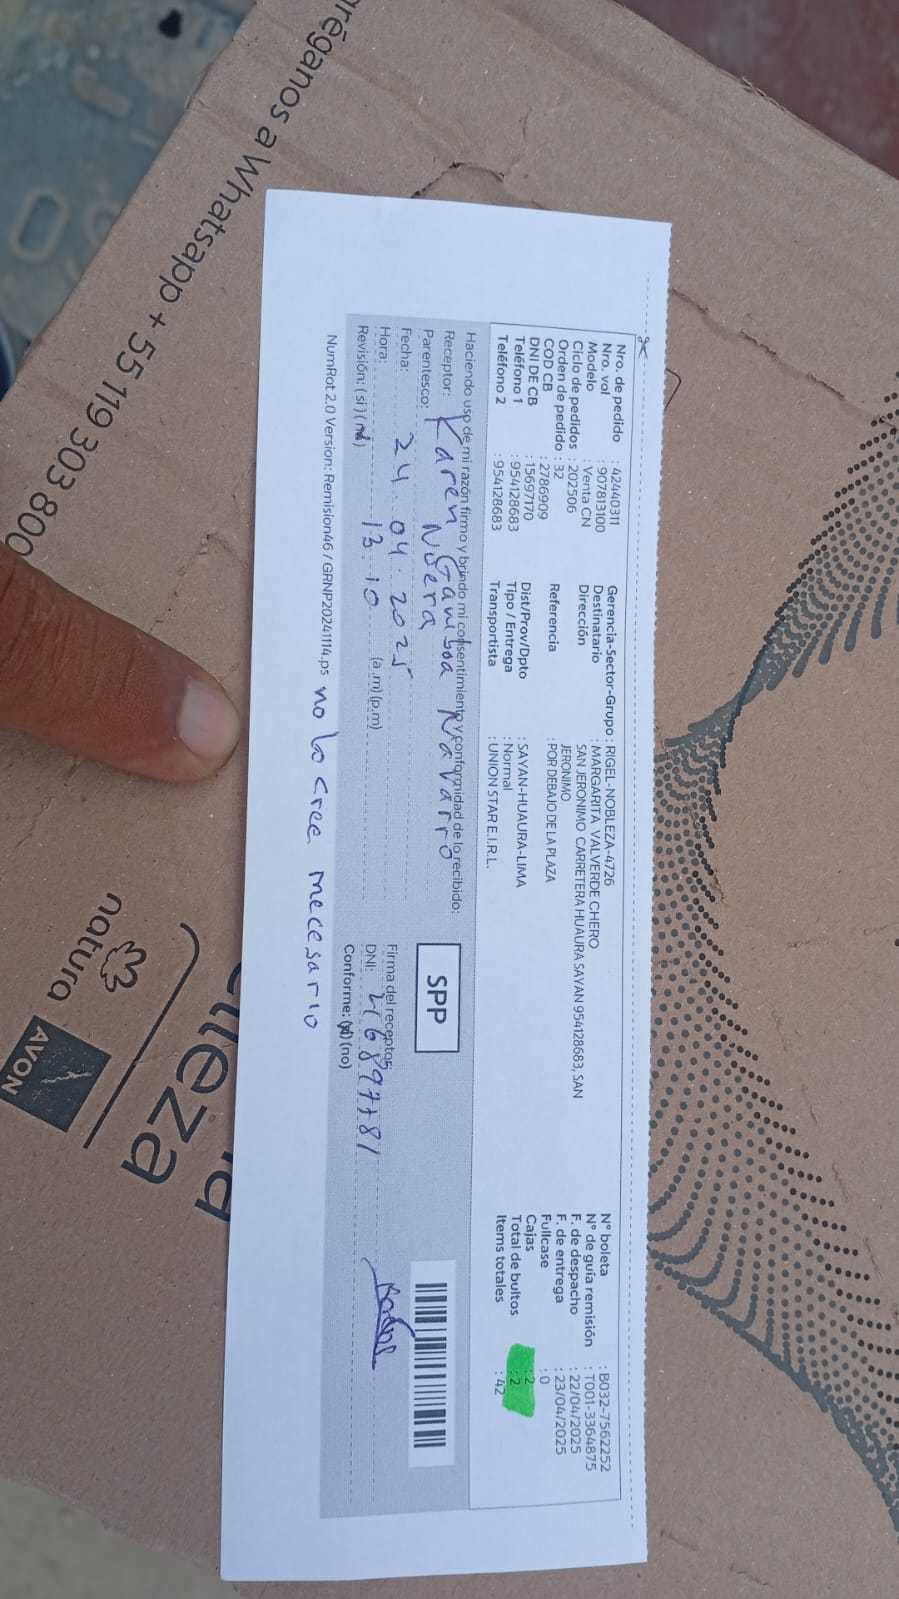 éganos a Whatsapp + 55 119 303 800
Nro. de pedido : 42440311
Nro. vol : 907813100
Modelo : Venta CN
Ciclo de pedidos : 202506
Orden de pedido : 32
COD CB : 2786909
DNI DE CB : 15697170
Teléfono 1 : 954128683
Teléfono 2 : 954128683
Gerencia-Sector-Grupo : RIGEL-NOBLEZA-4726
Destinatario : MARGARITA VALVERDE CHERO
Dirección : SAN JERONIMO CARRETERA HUAURA SAYAN 954128683, SAN
JERONIMO
Referencia : POR DEBAJO DE LA PLAZA
Dist/Prov/Dpto : SAYAN-HUAURA-LIMA
Tipo / Entrega : Normal
Transportista : UNION STAR E.I.R.L.
N° boleta : B032-7562252
N° de guía remisión : T001-3364875
F. de despacho : 22/04/2025
F. de entrega : 23/04/2025
Fullcase : 0
Cajas : 2
Total de bultos : 2
Items totales : 42
Haciendo uso de mi razón firmo y brindo mi consentimiento y conformidad de lo recibido:
Receptor: Karen Gamboa Navarro
Parentesco: Nuera
Fecha: 24 04 2025
Hora: 13 10 (a.m)(p.m)
Revisión: (si)(no)
SPP
Firma del receptor:
DNI:
Conforme: (si)(no)
NumRot 2.0 Version: Remision46 / GRNP20241114.ps
no lo cree mecesario
natura
AVON
eza